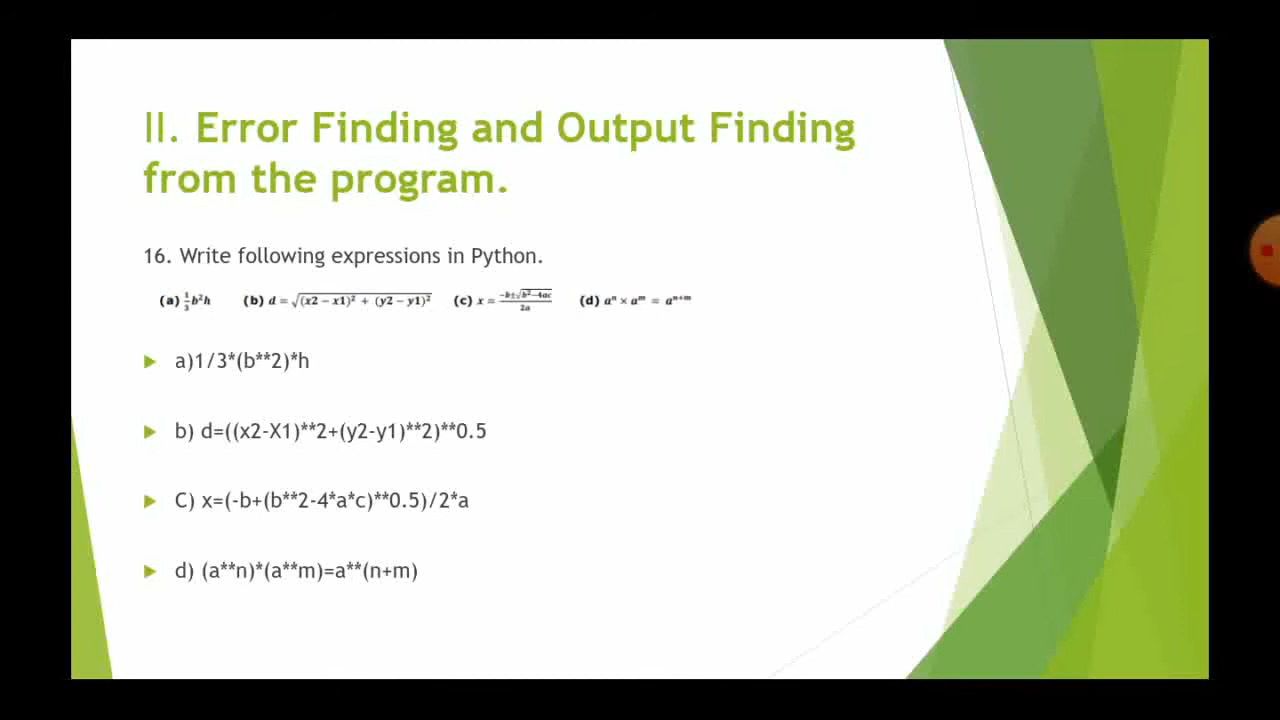 II. Error Finding and Output Finding
from the program.
16. Write following expressions in Python.
(a) 1/3 b²h (b) d = √((x2 − x1)² + (y2 − y1)²) (c) x = (−b±√(b²−4ac))/2a (d) aⁿ × aᵐ = aⁿ⁺ᵐ
a)1/3*(b**2)*h
b) d=((x2-X1)**2+(y2-y1)**2)**0.5
C) x=(-b+(b**2-4*a*c)**0.5)/2*a
d) (a**n)*(a**m)=a**(n+m)